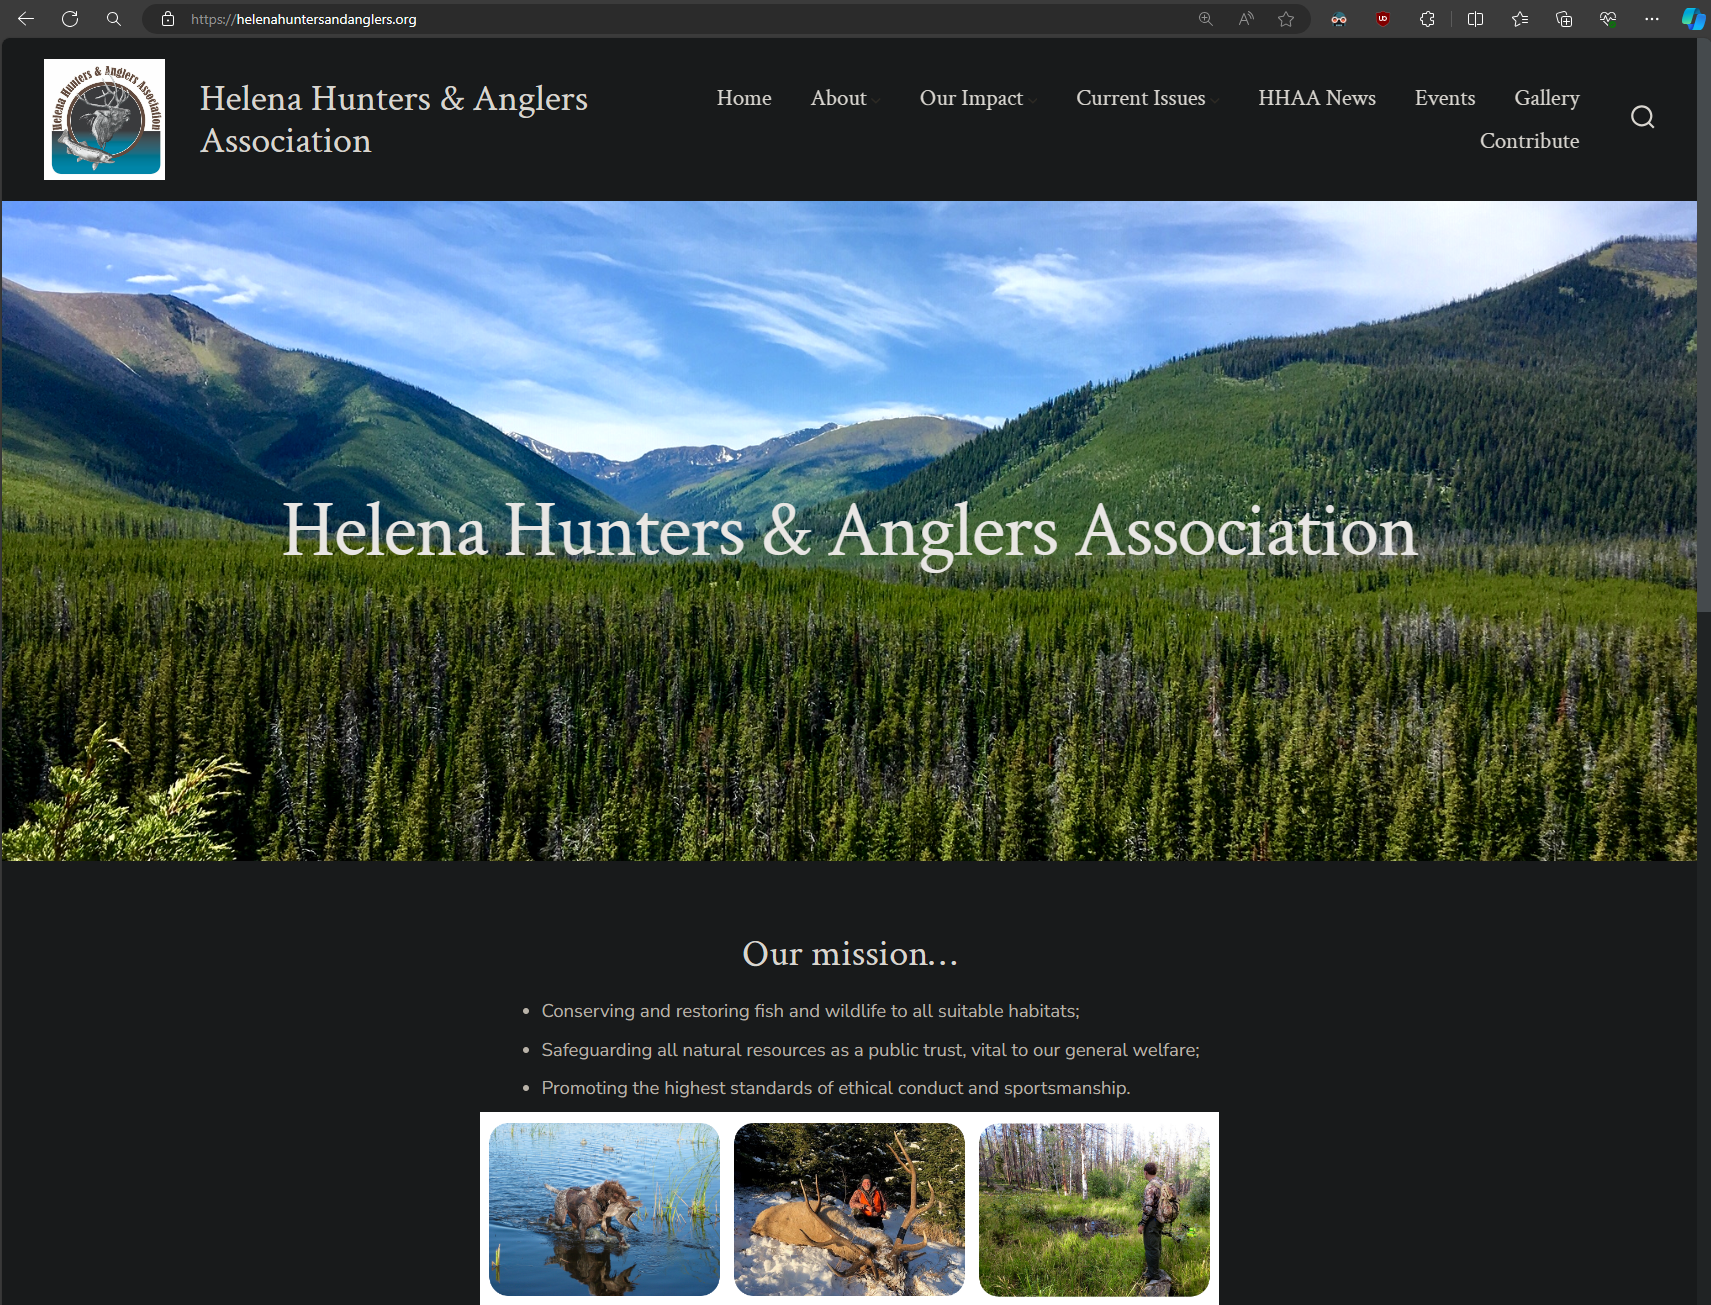 https://helenahuntersandanglers.org
Helena Hunters & Anglers Association
Helena Hunters & Anglers
Association
Home About Our Impact Current Issues HHAA News Events Gallery
Contribute
Helena Hunters & Anglers Association
Our mission...
• Conserving and restoring fish and wildlife to all suitable habitats;
• Safeguarding all natural resources as a public trust, vital to our general welfare;
• Promoting the highest standards of ethical conduct and sportsmanship.